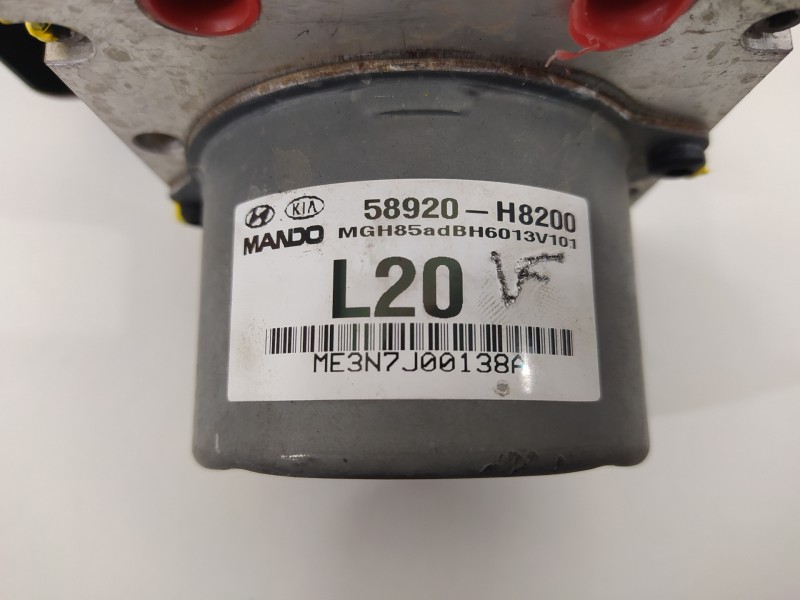 KIA 58920-H8200
MANDO MGH85adBH6013V101
L20 VF
ME3N7J00138A